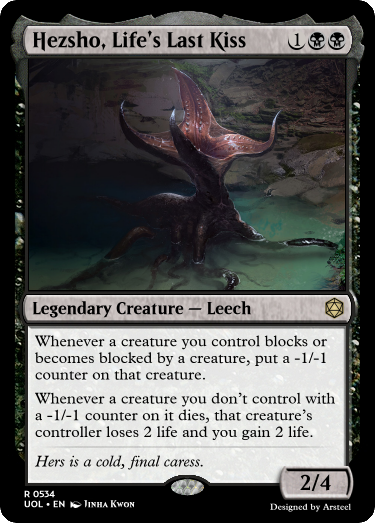 Hezsho, Life's Last Kiss 1
Legendary Creature — Leech
Whenever a creature you control blocks or
becomes blocked by a creature, put a -1/-1
counter on that creature.
Whenever a creature you don't control with
a -1/-1 counter on it dies, that creature's
controller loses 2 life and you gain 2 life.
Hers is a cold, final caress.
2/4
R 0534
UOL • EN Jinha Kwon
Designed by Arsteel